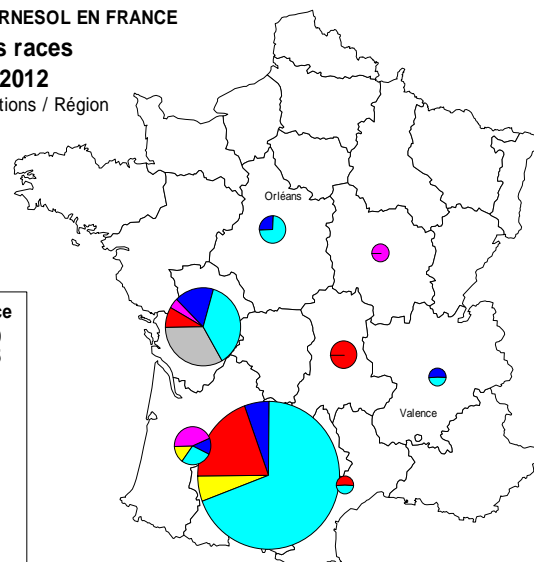 RNESOL EN FRANCE
s races
2012
tions / Région
Orléans
ce
Valence